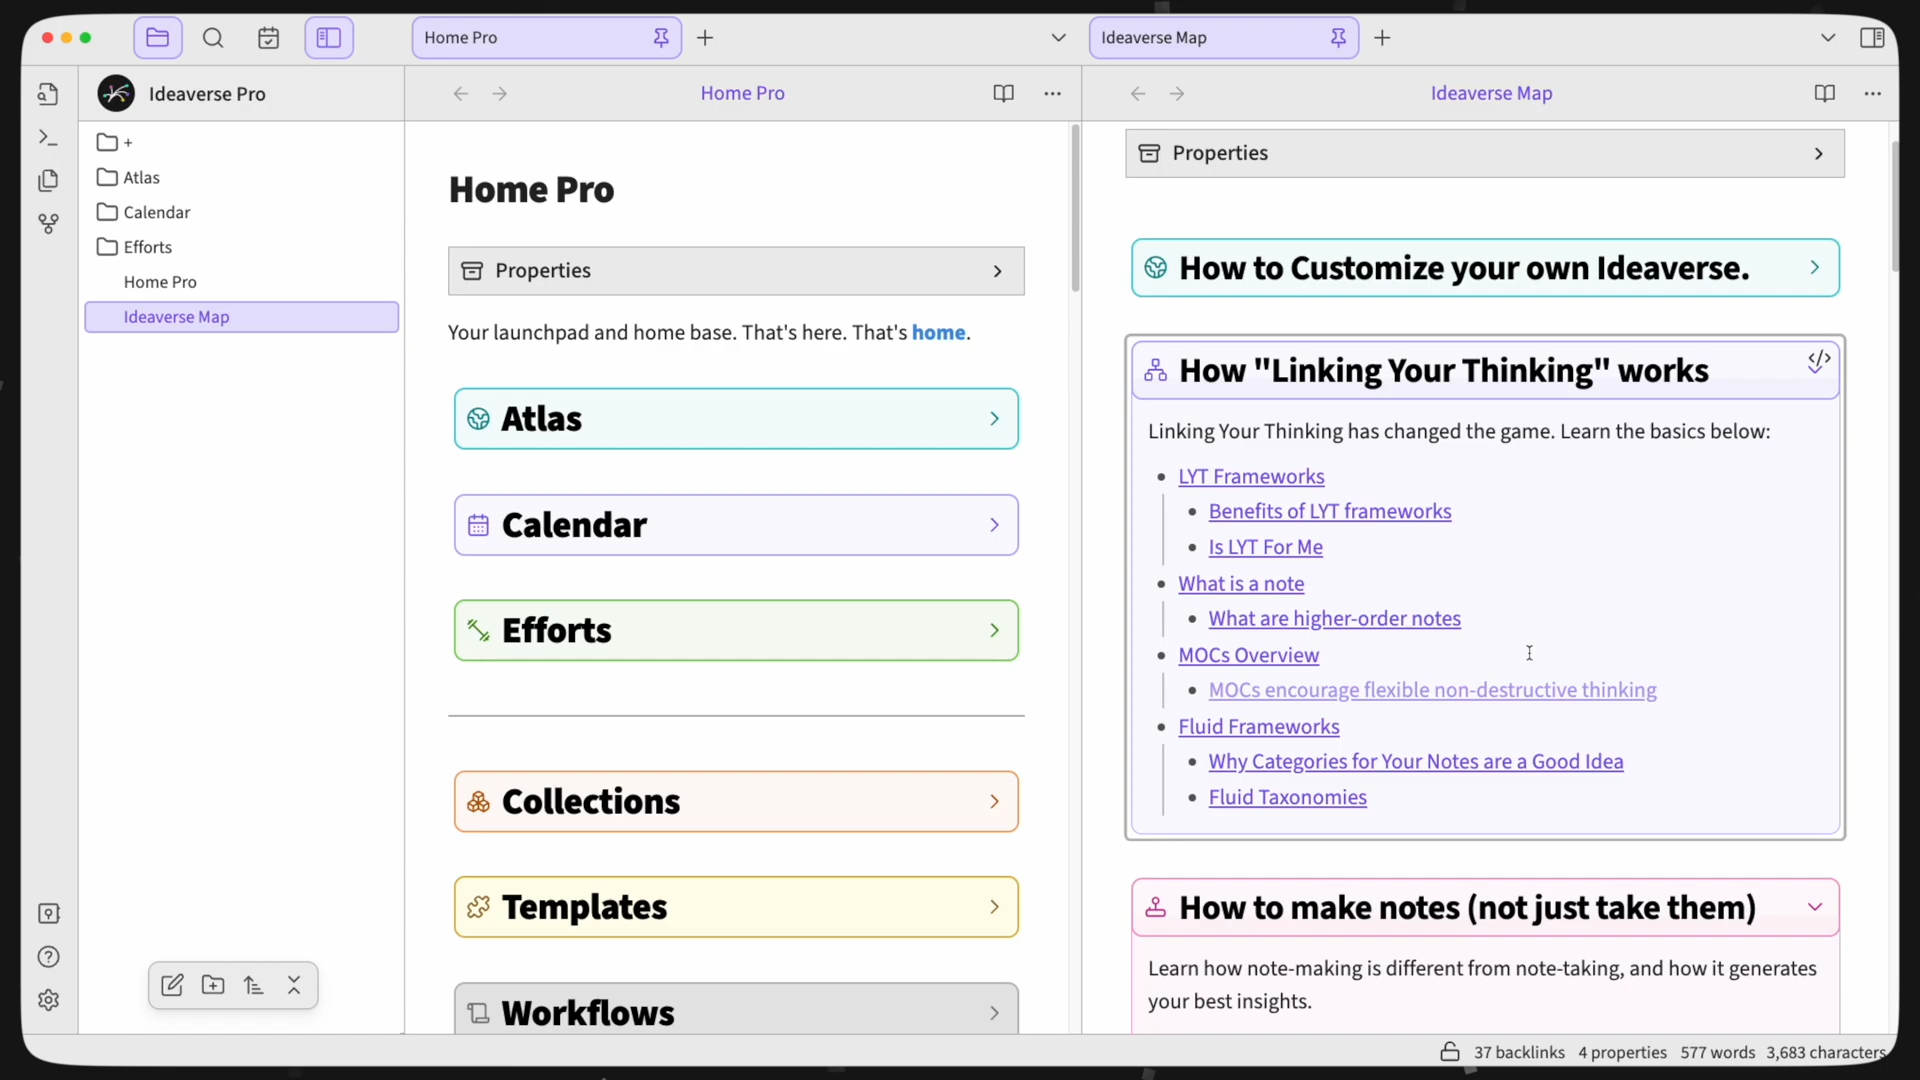 Home Pro
Ideaverse Map
Ideaverse Pro
Home Pro
Ideaverse Map
+
Atlas
Calendar
Efforts
Home Pro
Ideaverse Map
Home Pro
Properties
Your launchpad and home base. That's here. That's home.
Atlas
Calendar
Efforts
Collections
Templates
Workflows
Properties
How to Customize your own Ideaverse.
How "Linking Your Thinking" works
Linking Your Thinking has changed the game. Learn the basics below:
LYT Frameworks
Benefits of LYT frameworks
Is LYT For Me
What is a note
What are higher-order notes
MOCs Overview
MOCs encourage flexible non-destructive thinking
Fluid Frameworks
Why Categories for Your Notes are a Good Idea
Fluid Taxonomies
How to make notes (not just take them)
Learn how note-making is different from note-taking, and how it generates
your best insights.
37 backlinks 4 properties 577 words 3,683 characters